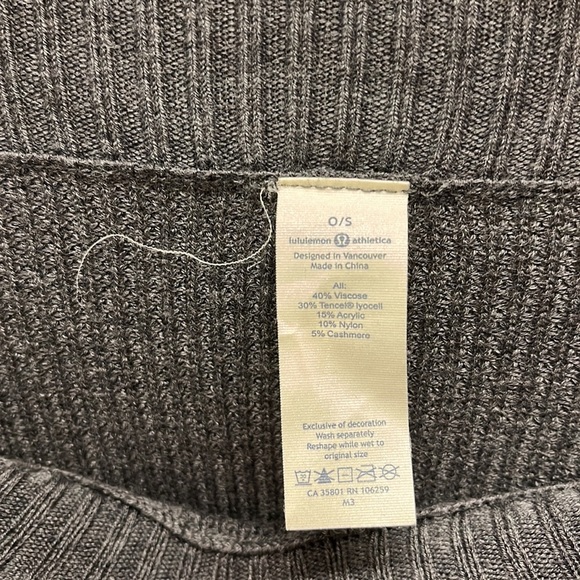 O/S
lululemon athletica
Designed in Vancouver
Made in China
All:
40% Viscose
30% Tencel® lyocell
15% Acrylic
10% Nylon
5% Cashmere
Exclusive of decoration
Wash separately
Reshape while wet to
original size
CA 35801 RN 106259
M3